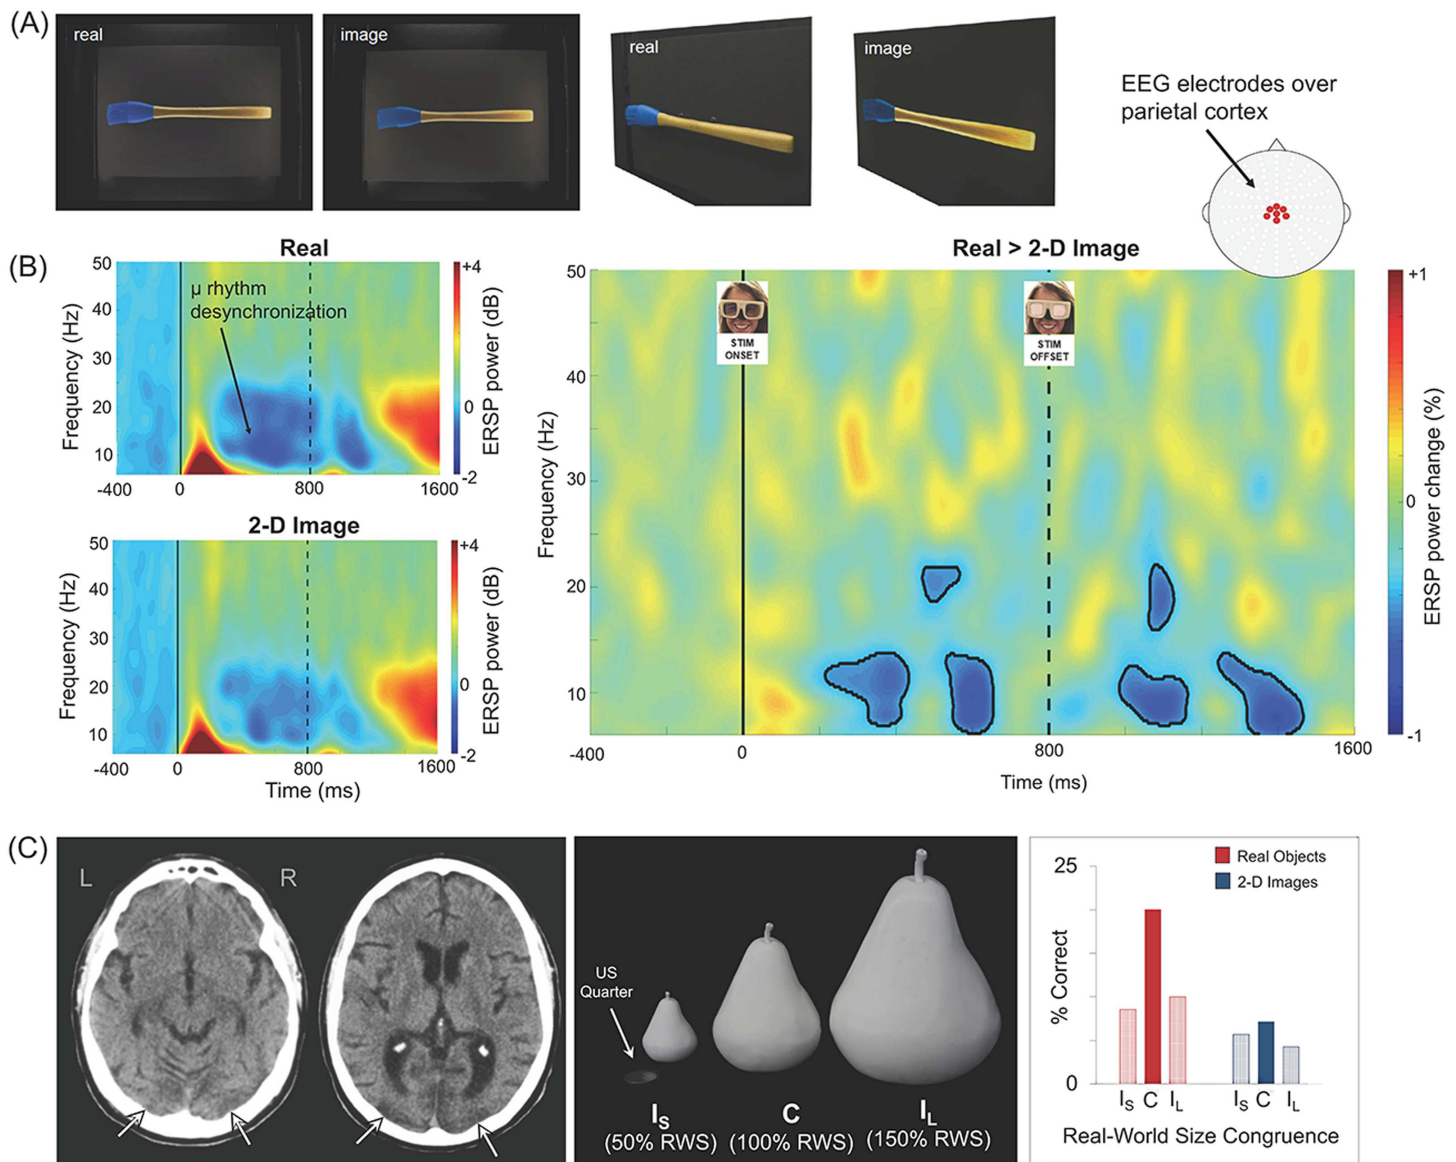 (A)
real
image
real
image
EEG electrodes over
parietal cortex
(B)
Real
50
40
30
20
10
Frequency (Hz)
μ rhythm
desynchronization
-400
0
800
1600
+4
0
-2
ERSP power (dB)
2-D Image
50
40
30
20
10
Frequency (Hz)
-400
0
800
1600
Time (ms)
+4
0
-2
ERSP power (dB)
Real > 2-D Image
50
40
30
20
10
Frequency (Hz)
STIM
ONSET
STIM
OFFSET
-400
0
800
1600
Time (ms)
+1
0
-1
ERSP power change (%)
(C)
L
R
US
Quarter
IS
(50% RWS)
C
(100% RWS)
IL
(150% RWS)
25
0
% Correct
Real Objects
2-D Images
IS C IL
IS C IL
Real-World Size Congruence